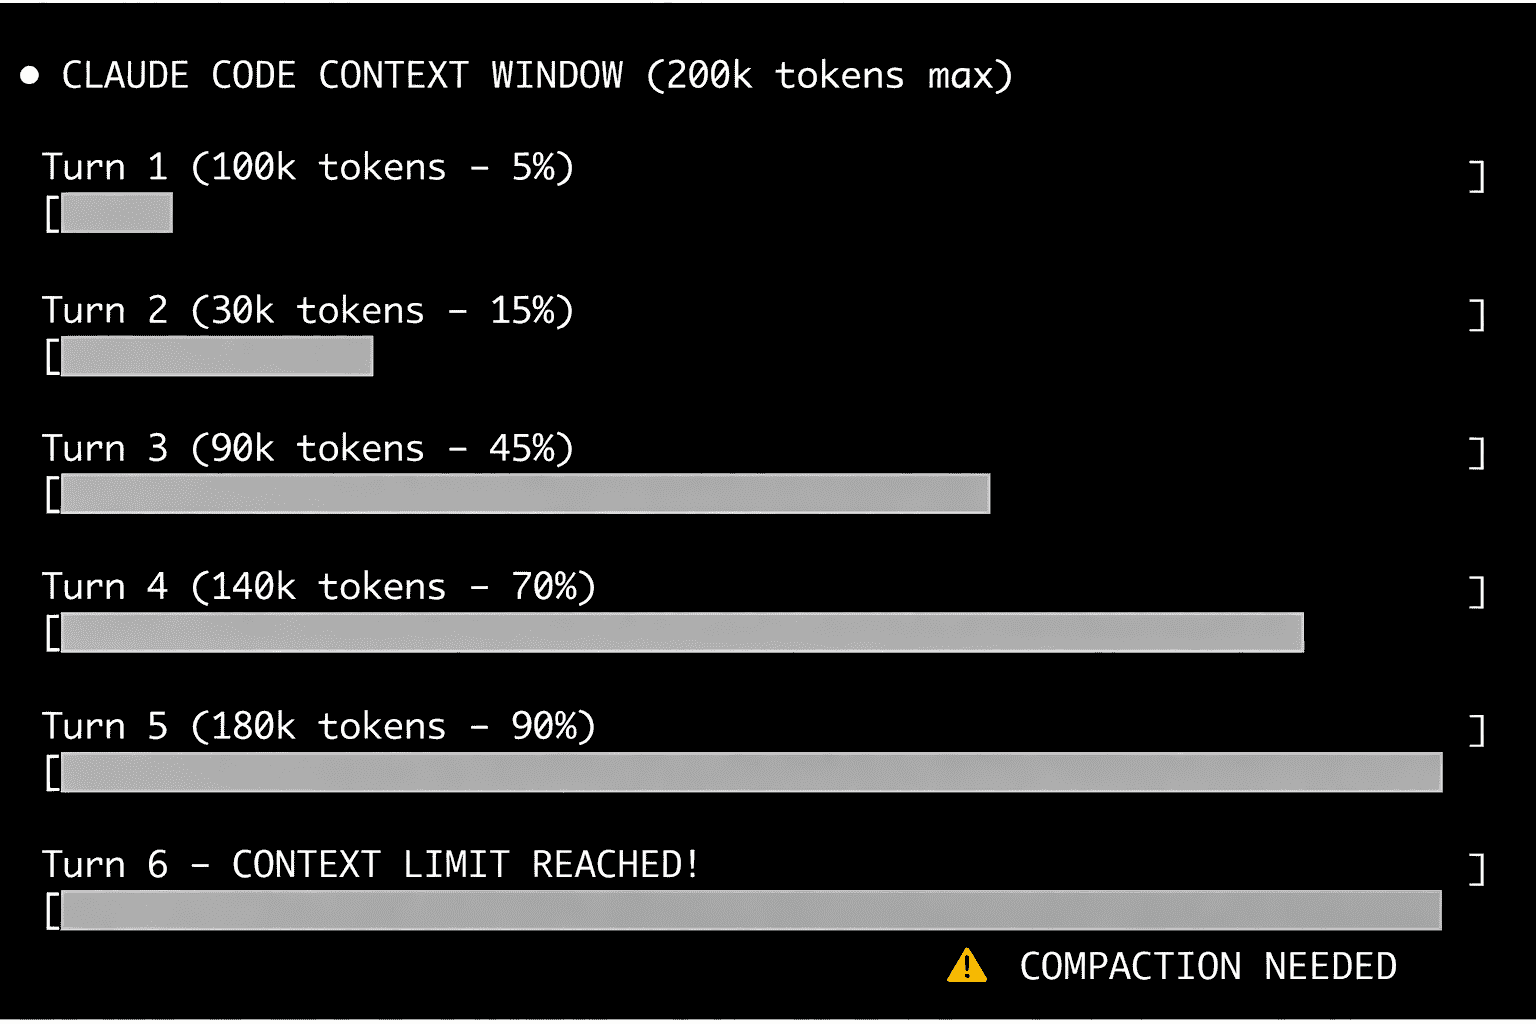 ● CLAUDE CODE CONTEXT WINDOW (200k tokens max)
Turn 1 (100k tokens – 5%)
[ ]
Turn 2 (30k tokens – 15%)
[ ]
Turn 3 (90k tokens – 45%)
[ ]
Turn 4 (140k tokens – 70%)
[ ]
Turn 5 (180k tokens – 90%)
[ ]
Turn 6 – CONTEXT LIMIT REACHED!
[ ]
⚠ COMPACTION NEEDED